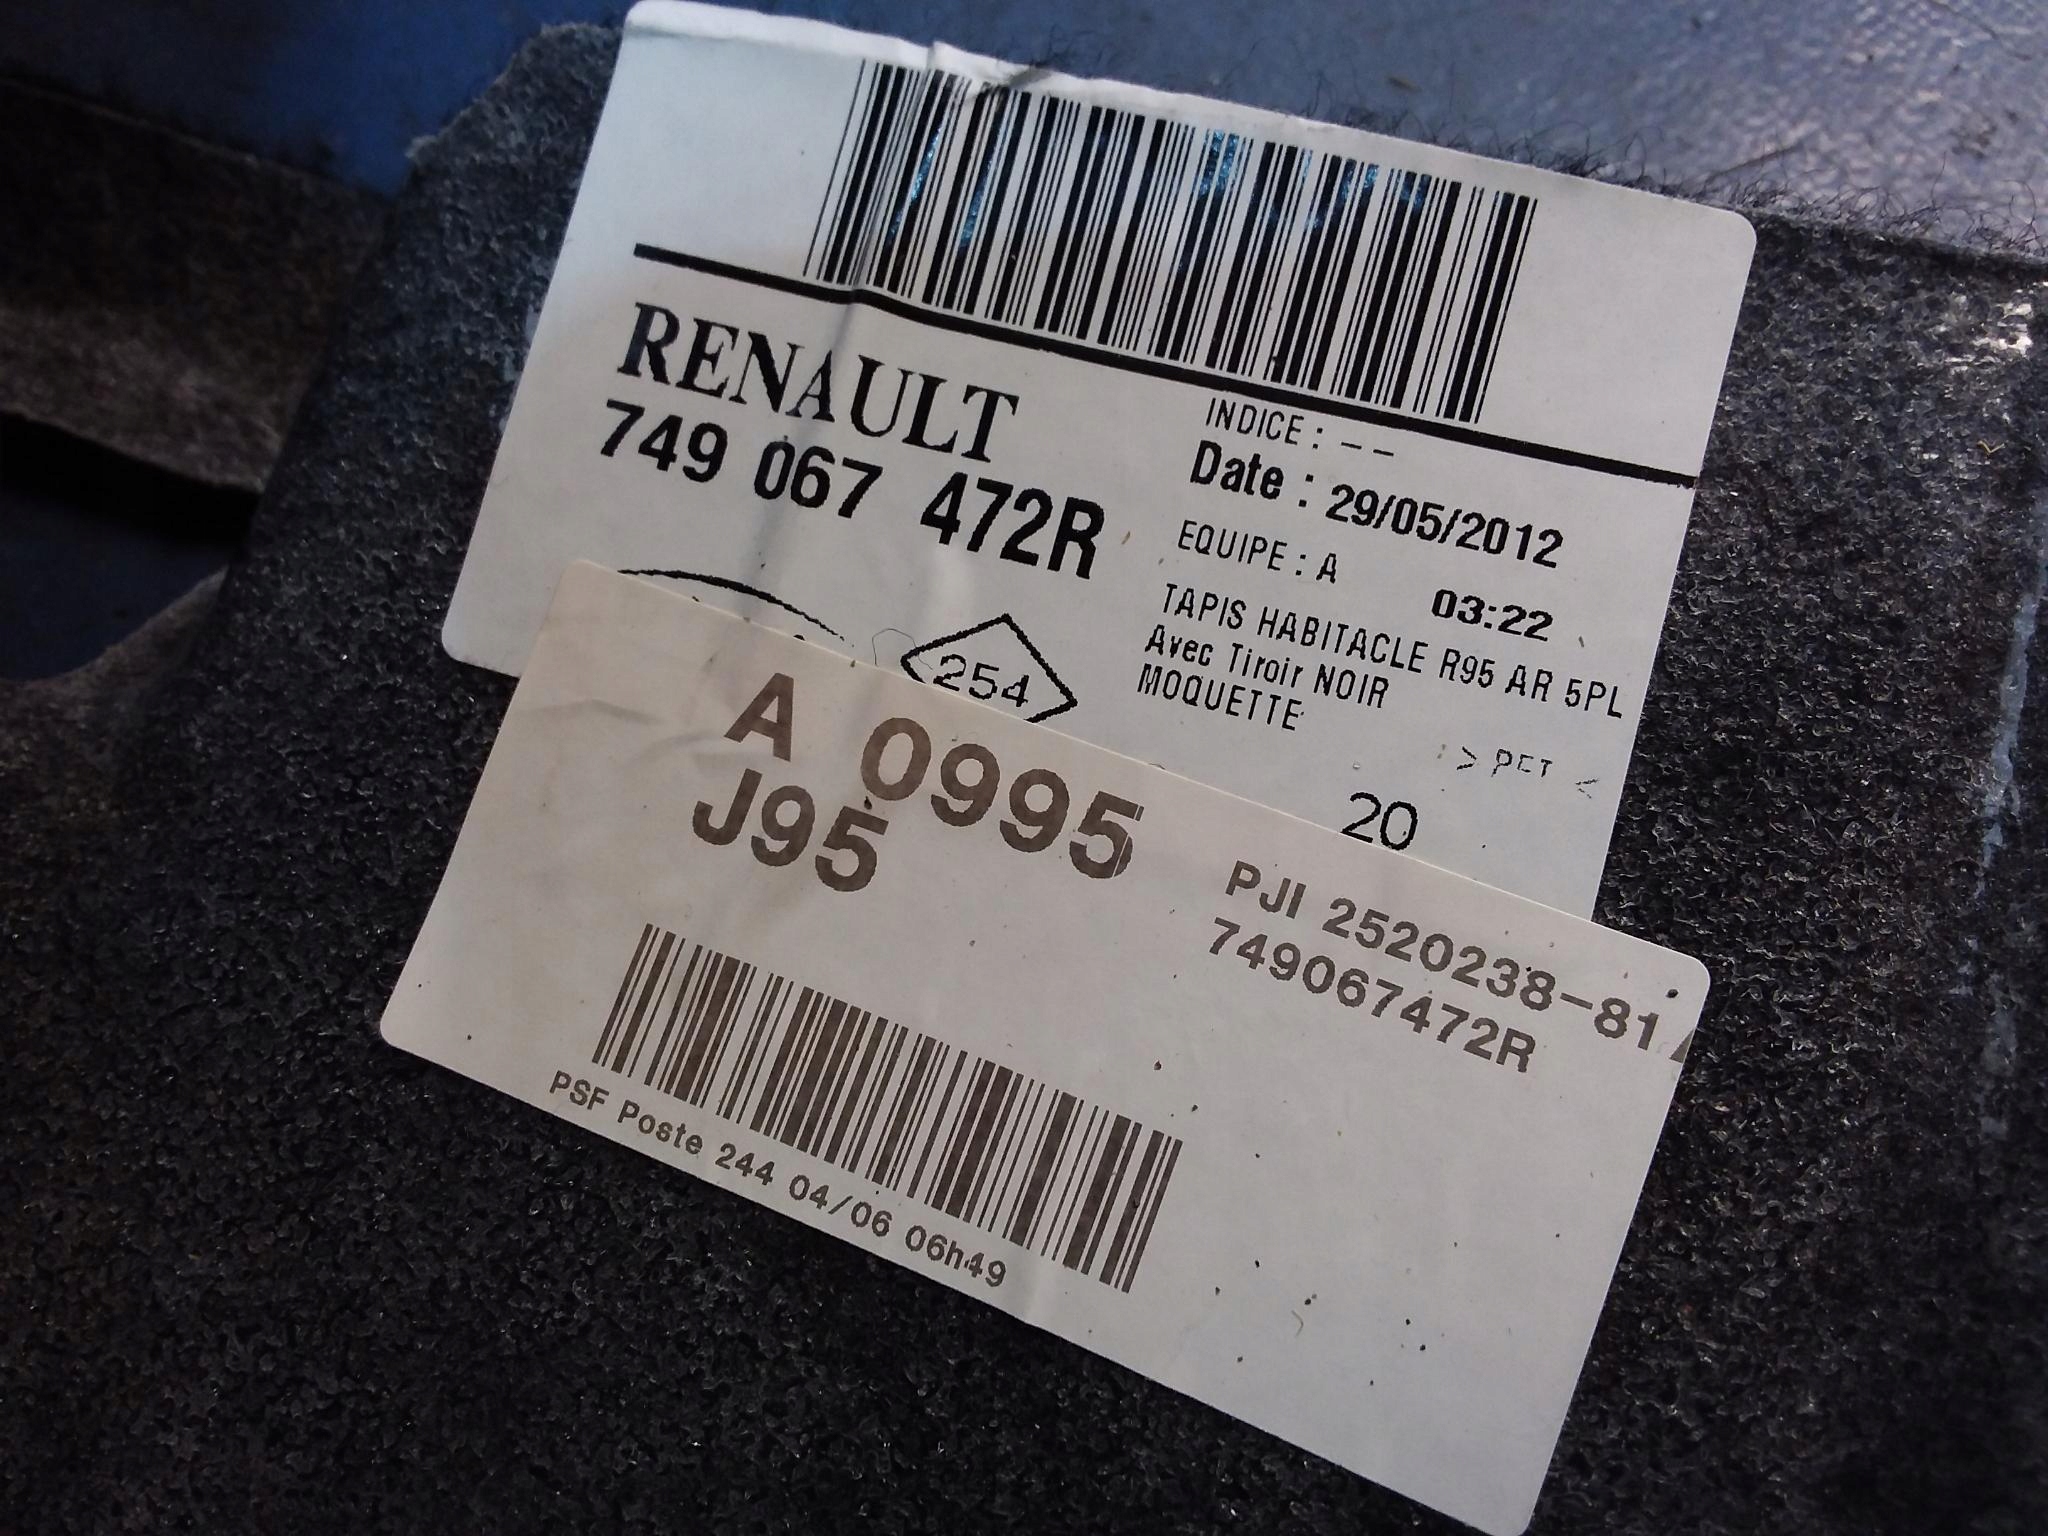 RENAULT
749 067 472R
INDICE : --
Date : 29/05/2012
EQUIPE : A
03:22
TAPIS HABITACLE R95 AR 5PL
Avec Tiroir NOIR
MOQUETTE
254
> PET <
20
A 0995
J95
PJI 2520238-81
749067472R
PSF Poste 244 04/06 06h49